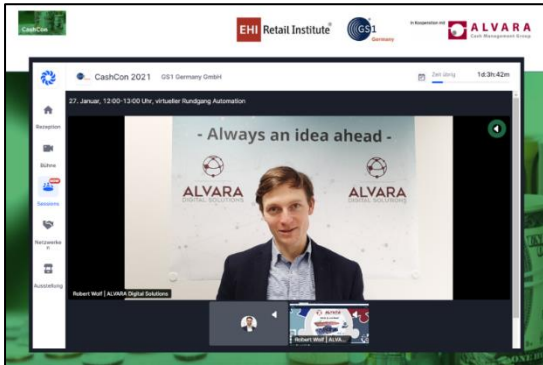 CashCon
EHI Retail Institute®
GS1
Germany
in Kooperation mit
ALVARA
Cash Management Group
CashCon 2021 GS1 Germany GmbH
Zeit übrig 1d:3h:42m
27. Januar, 12:00-13:00 Uhr, virtueller Rundgang Automation
Rezeption
Bühne
Sessions
Netzwerke
n
Ausstellung
- Always an idea ahead -
ALVARA
DIGITAL SOLUTIONS
ALVARA
DIGITAL SOLUTIONS
Robert Wolf | ALVARA Digital Solutions
ALVARA
Robert Wolf | ALVA...